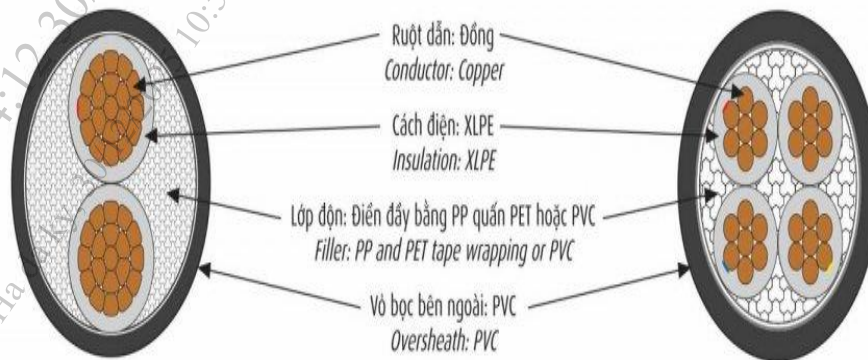 Ruột dẫn: Đồng
Conductor: Copper
Cách điện: XLPE
Insulation: XLPE
Lớp độn: Điền đầy bằng PP quấn PET hoặc PVC
Filler: PP and PET tape wrapping or PVC
Vỏ bọc bên ngoài: PVC
Oversheath: PVC